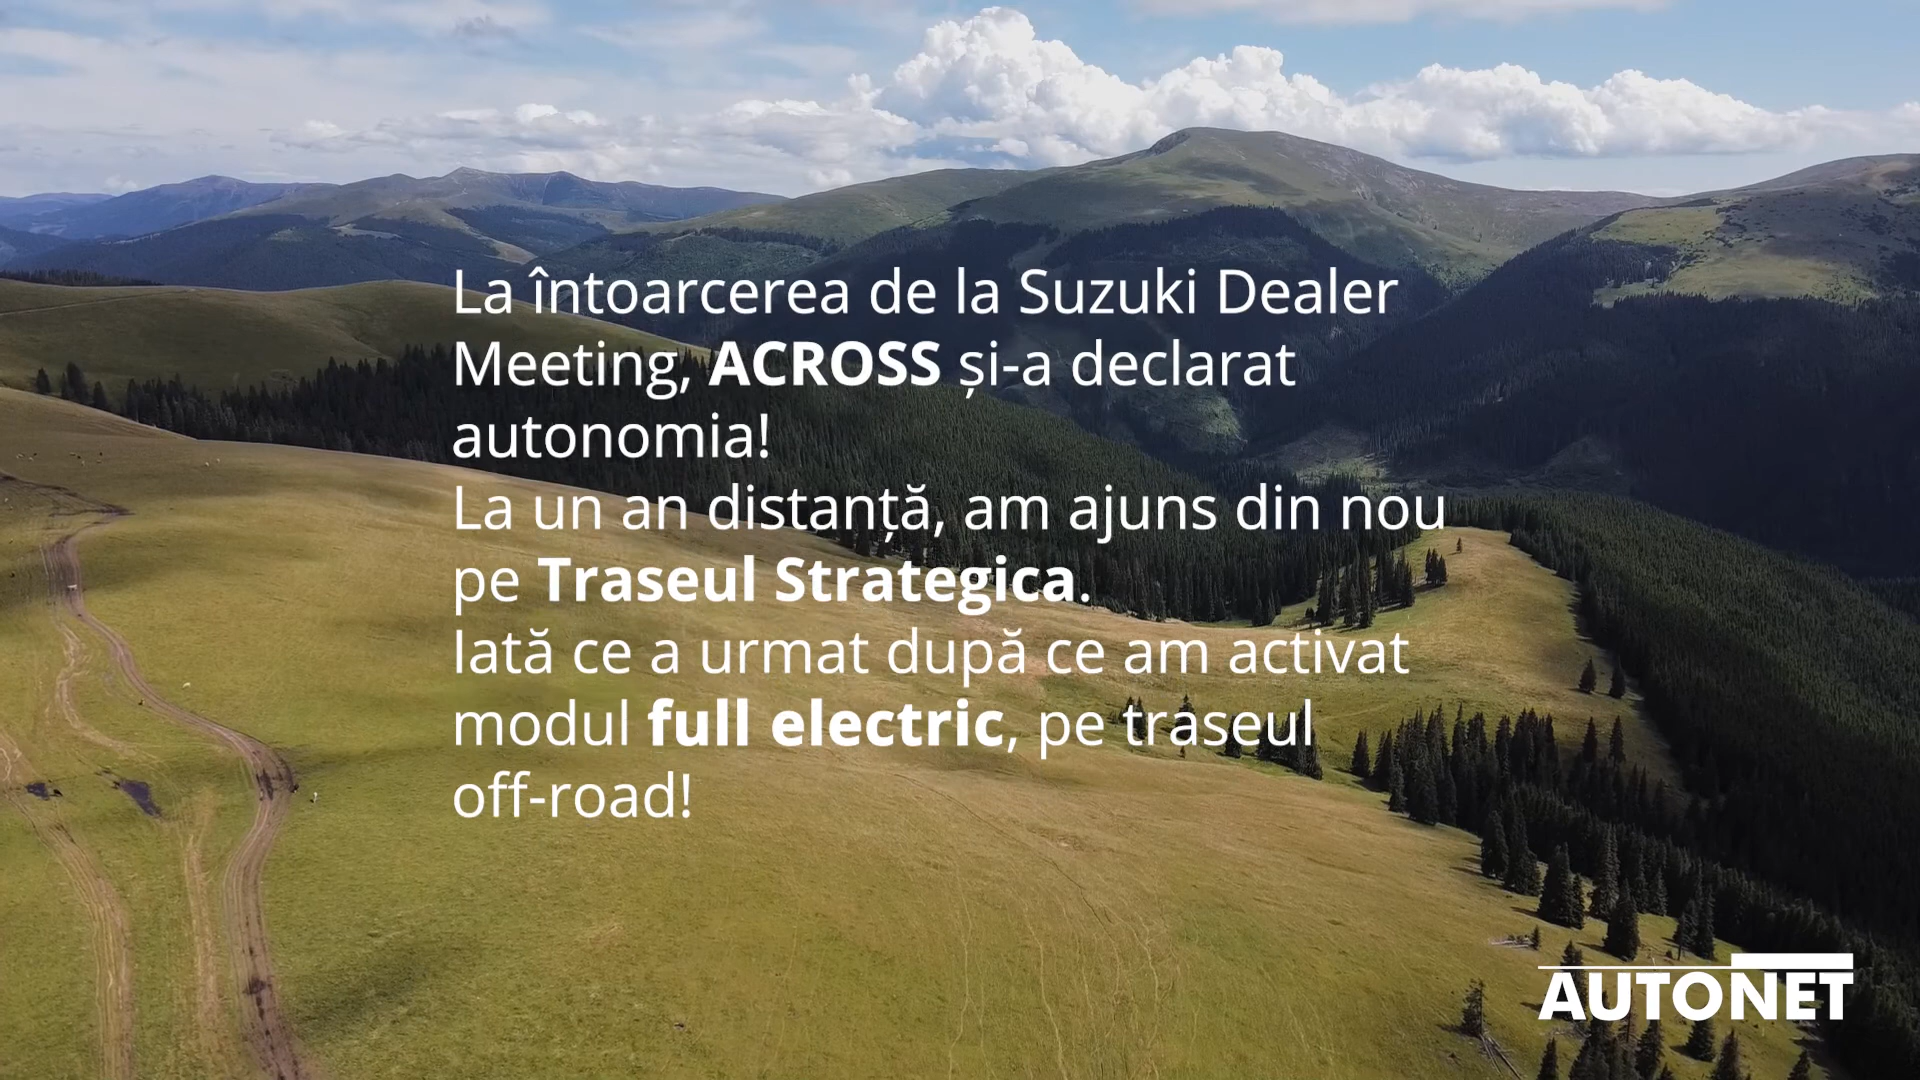 La întoarcerea de la Suzuki Dealer
Meeting, ACROSS și-a declarat
autonomia!
La un an distanță, am ajuns din nou
pe Traseul Strategica.
Iată ce a urmat după ce am activat
modul full electric, pe traseul
off-road!
AUTONET